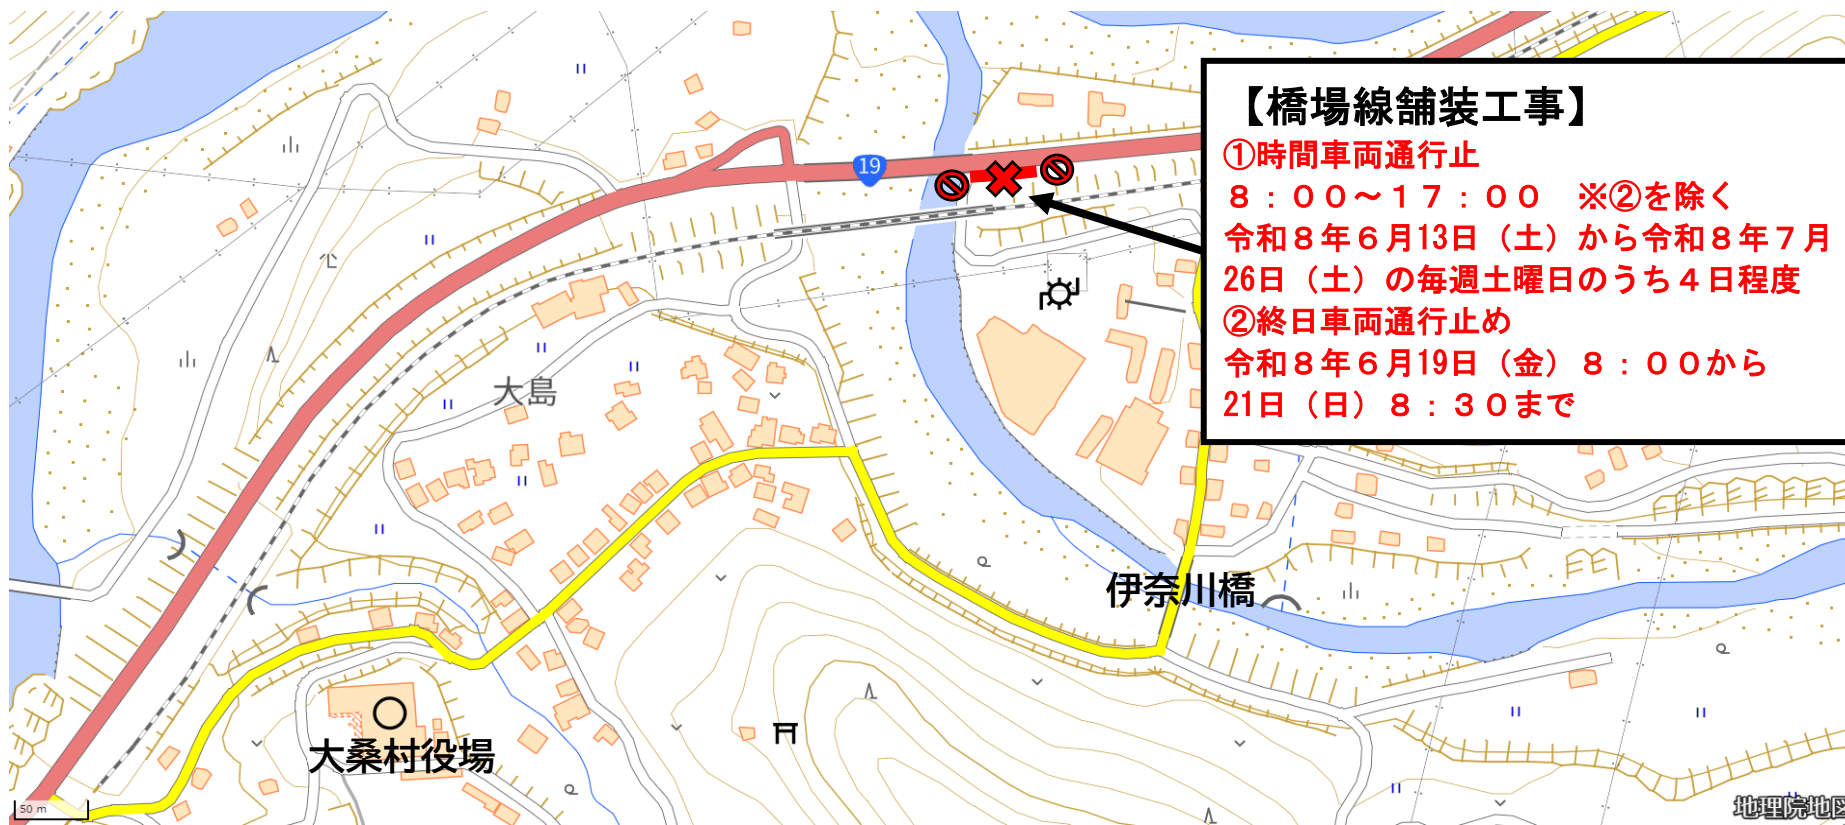 【橋場線舗装工事】
①時間車両通行止
８：００～１７：００　※②を除く
令和８年６月13日（土）から令和８年７月
26日（土）の毎週土曜日のうち４日程度
②終日車両通行止め
令和８年６月19日（金）８：００から
21日（日）８：３０まで
19
大島
伊奈川橋
大桑村役場
50 m
地理院地図